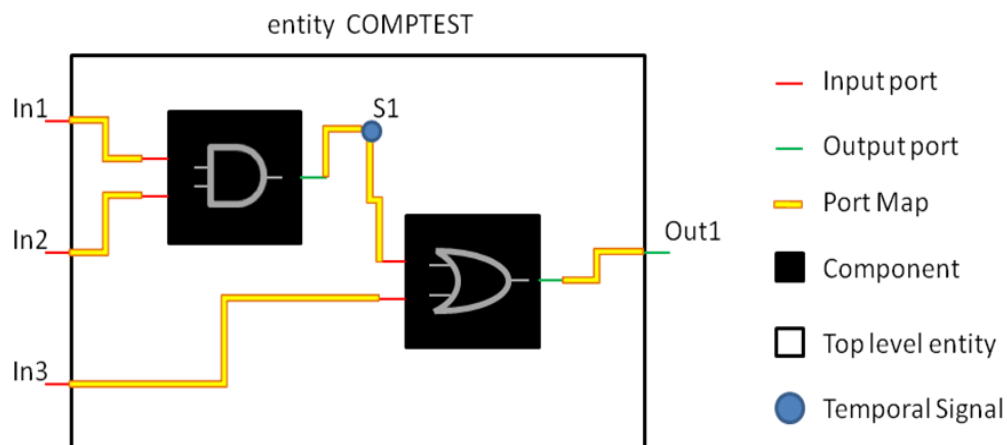 entity COMPTEST
In1
S1
In2
Out1
In3
Input port
Output port
Port Map
Component
Top level entity
Temporal Signal